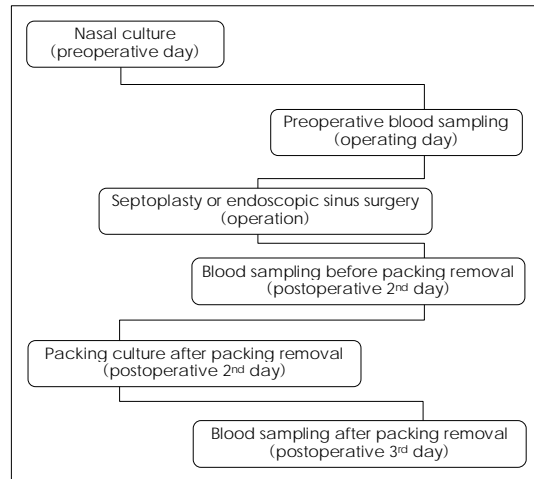 Nasal culture
(preoperative day)
Preoperative blood sampling
(operating day)
Septoplasty or endoscopic sinus surgery
(operation)
Blood sampling before packing removal
(postoperative 2nd day)
Packing culture after packing removal
(postoperative 2nd day)
Blood sampling after packing removal
(postoperative 3rd day)